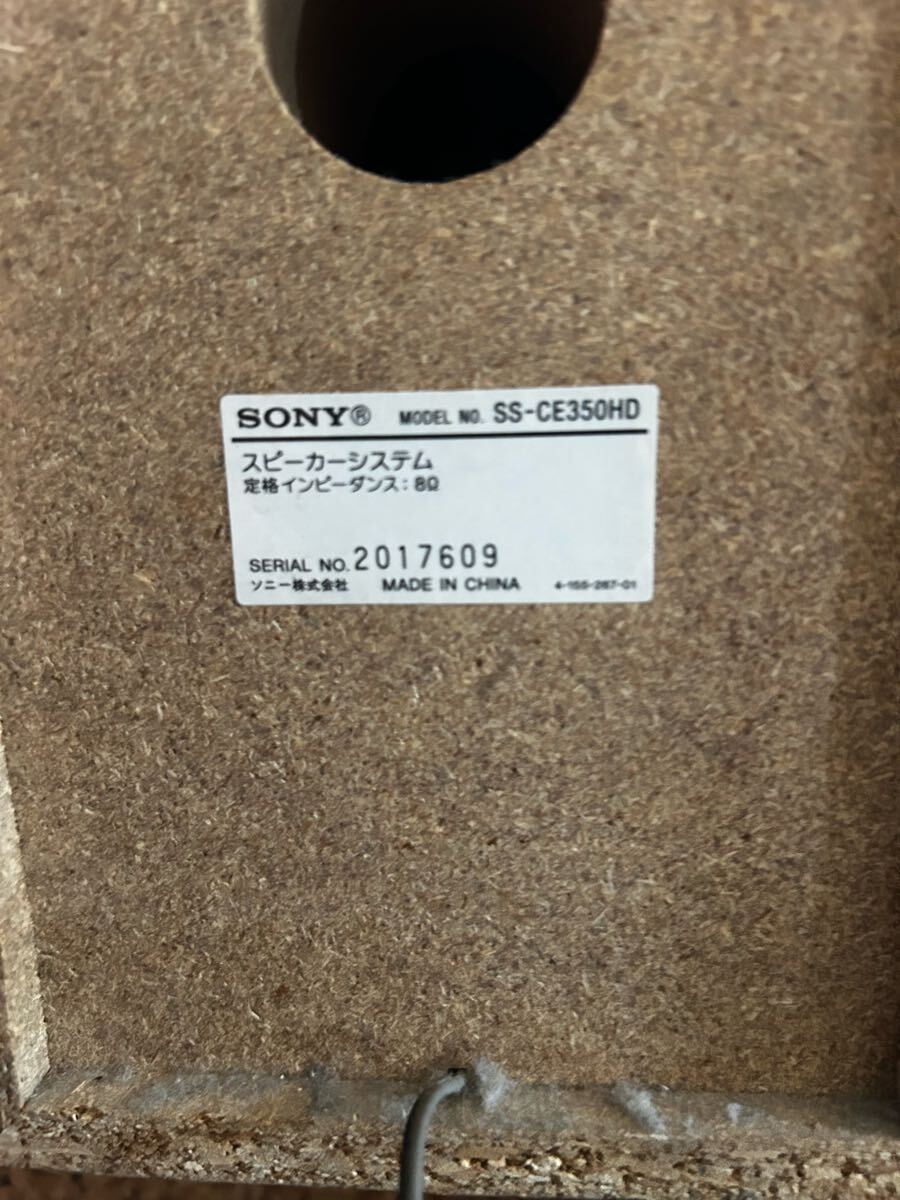 SONY® MODEL NO. SS-CE350HD
スピーカーシステム
定格インピーダンス：8Ω
SERIAL NO. 2017609
ソニー株式会社 MADE IN CHINA 4-155-267-01